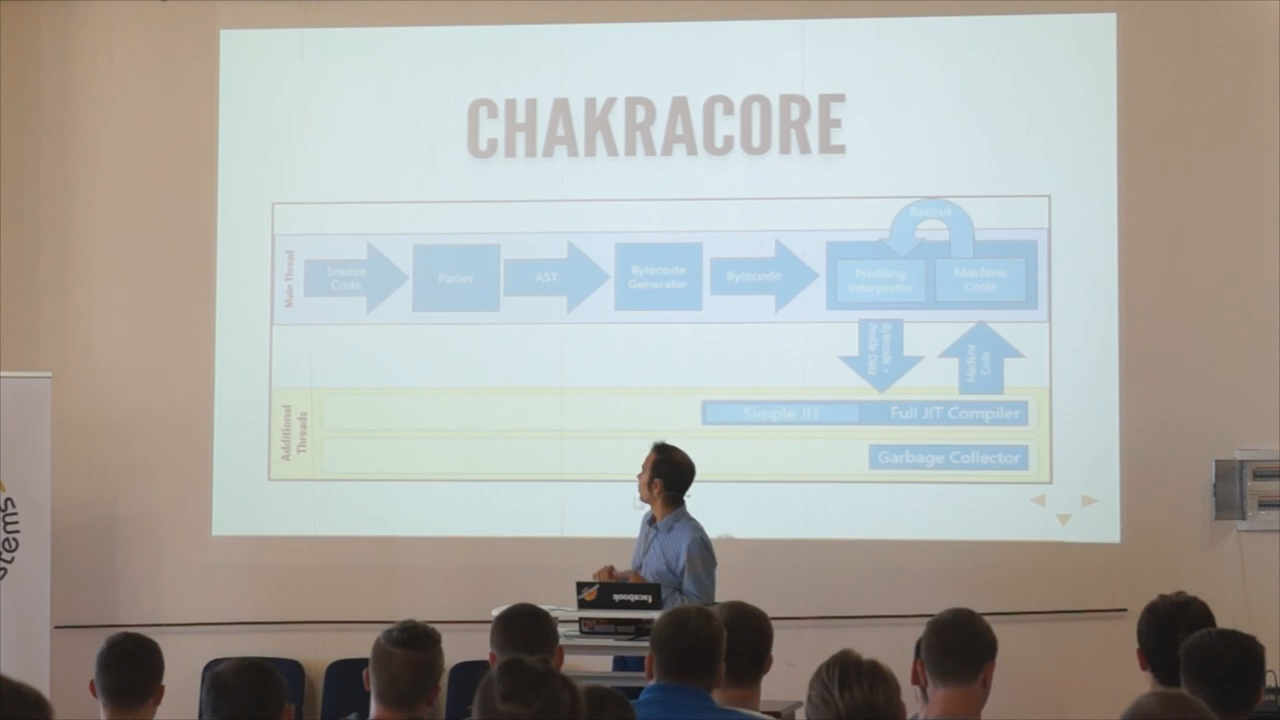 CHAKRACORE
Main Thread
Source
Code
Parser
AST
Bytecode
Generator
Bytecode
Bailout
Profiling
Interpreter
Machine
Code
Bytecode +
Profile Data
Machine
Code
Additional
Threads
Simple JIT
Full JIT Compiler
Garbage Collector
facebook
stems